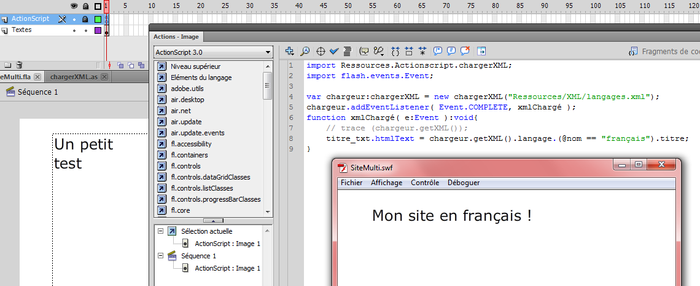 1 5 10 15 20 25 30 35 40 45 50 55 60 65 70 75 80 85 90 95 100 105 110 115 120
ActionScript
Textes
Actions - Image
ActionScript 3.0
Fragments de co
Niveau supérieur
Eléments du langage
adobe.utils
air.desktop
air.net
air.update
air.update.events
fl.accessibility
fl.containers
fl.controls
fl.controls.dataGridClasses
fl.controls.listClasses
fl.controls.progressBarClasses
fl.core
Sélection actuelle
ActionScript : Image 1
Séquence 1
ActionScript : Image 1
eMulti.fla
chargerXML.as
Séquence 1
Un petit
test
1 import Ressources.Actionscript.chargerXML;
2 import flash.events.Event;
3
4 var chargeur:chargerXML = new chargerXML("Ressources/XML/langages.xml");
5 chargeur.addEventListener( Event.COMPLETE, xmlChargé );
6 function xmlChargé( e:Event ):void{
7 // trace (chargeur.getXML());
8 titre_txt.htmlText = chargeur.getXML().langage.(@nom == "français").titre;
9 }
SiteMulti.swf
Fichier Affichage Contrôle Déboguer
Mon site en français !